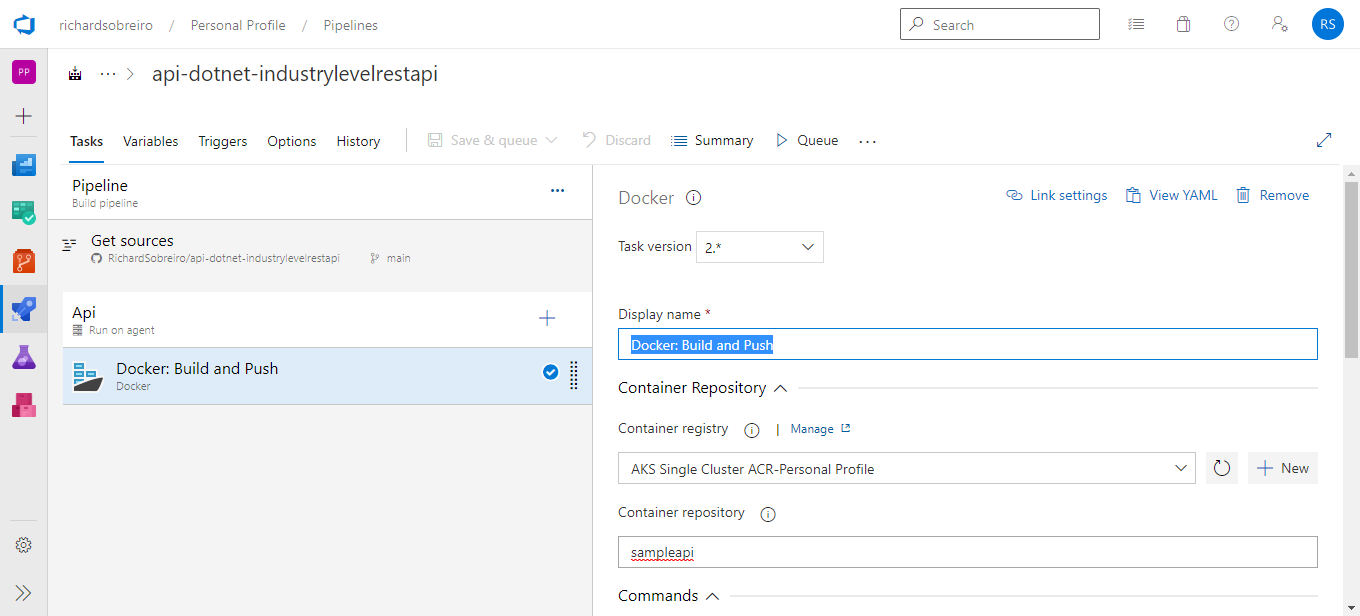 richardsobreiro / Personal Profile / Pipelines
Search
RS
PP
... > api-dotnet-industrylevelrestapi
Tasks Variables Triggers Options History Save & queue Discard Summary Queue ...
Pipeline
Build pipeline
...
Get sources
RichardSobreiro/api-dotnet-industrylevelrestapi main
Api
Run on agent
Docker: Build and Push
Docker
Docker
Link settings View YAML Remove
Task version 2.*
Display name *
Docker: Build and Push
Container Repository
Container registry | Manage
AKS Single Cluster ACR-Personal Profile
New
Container repository
sampleapi
Commands